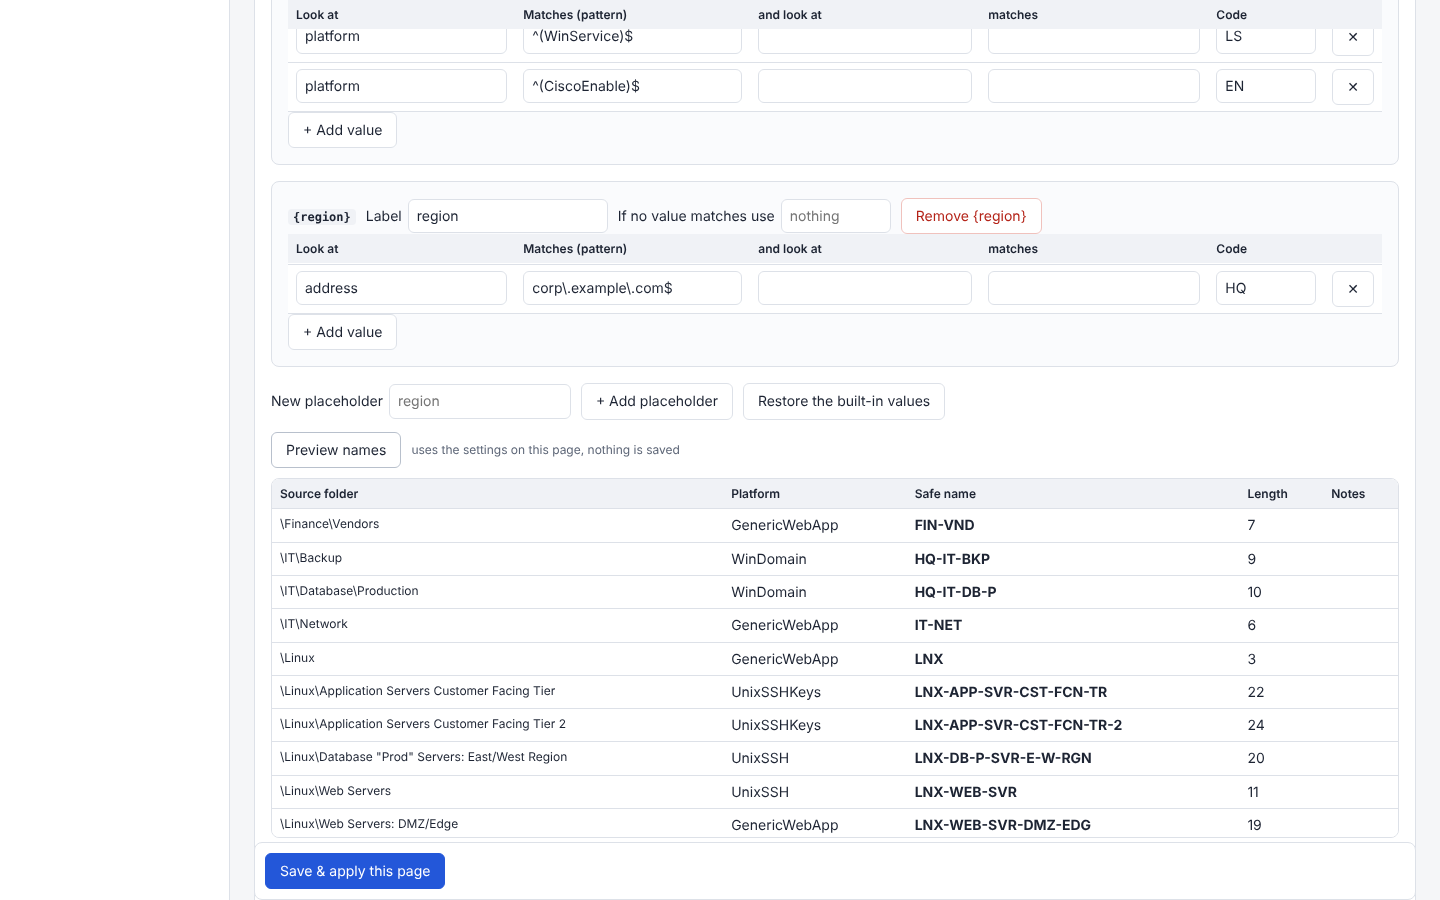 Look at Matches (pattern) and look at matches Code
platform ^(WinService)$ LS ✕
platform ^(CiscoEnable)$ EN ✕
+ Add value
{region} Label region If no value matches use nothing Remove {region}
Look at Matches (pattern) and look at matches Code
address corp\.example\.com$ HQ ✕
+ Add value
New placeholder region + Add placeholder Restore the built-in values
Preview names uses the settings on this page, nothing is saved
Source folder Platform Safe name Length Notes
\Finance\Vendors GenericWebApp FIN-VND 7
\IT\Backup WinDomain HQ-IT-BKP 9
\IT\Database\Production WinDomain HQ-IT-DB-P 10
\IT\Network GenericWebApp IT-NET 6
\Linux GenericWebApp LNX 3
\Linux\Application Servers Customer Facing Tier UnixSSHKeys LNX-APP-SVR-CST-FCN-TR 22
\Linux\Application Servers Customer Facing Tier 2 UnixSSHKeys LNX-APP-SVR-CST-FCN-TR-2 24
\Linux\Database "Prod" Servers: East/West Region UnixSSH LNX-DB-P-SVR-E-W-RGN 20
\Linux\Web Servers UnixSSH LNX-WEB-SVR 11
\Linux\Web Servers: DMZ/Edge GenericWebApp LNX-WEB-SVR-DMZ-EDG 19
Save & apply this page